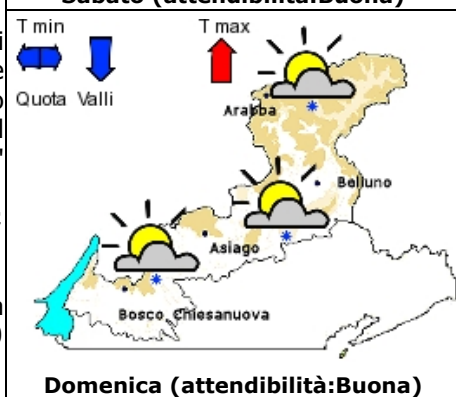 Sabato (attendibilità:Buona)
T min
T max
Quota Valli
Arabba
Belluno
Asiago
Bosco Chiesanuova
Domenica (attendibilità:Buona)